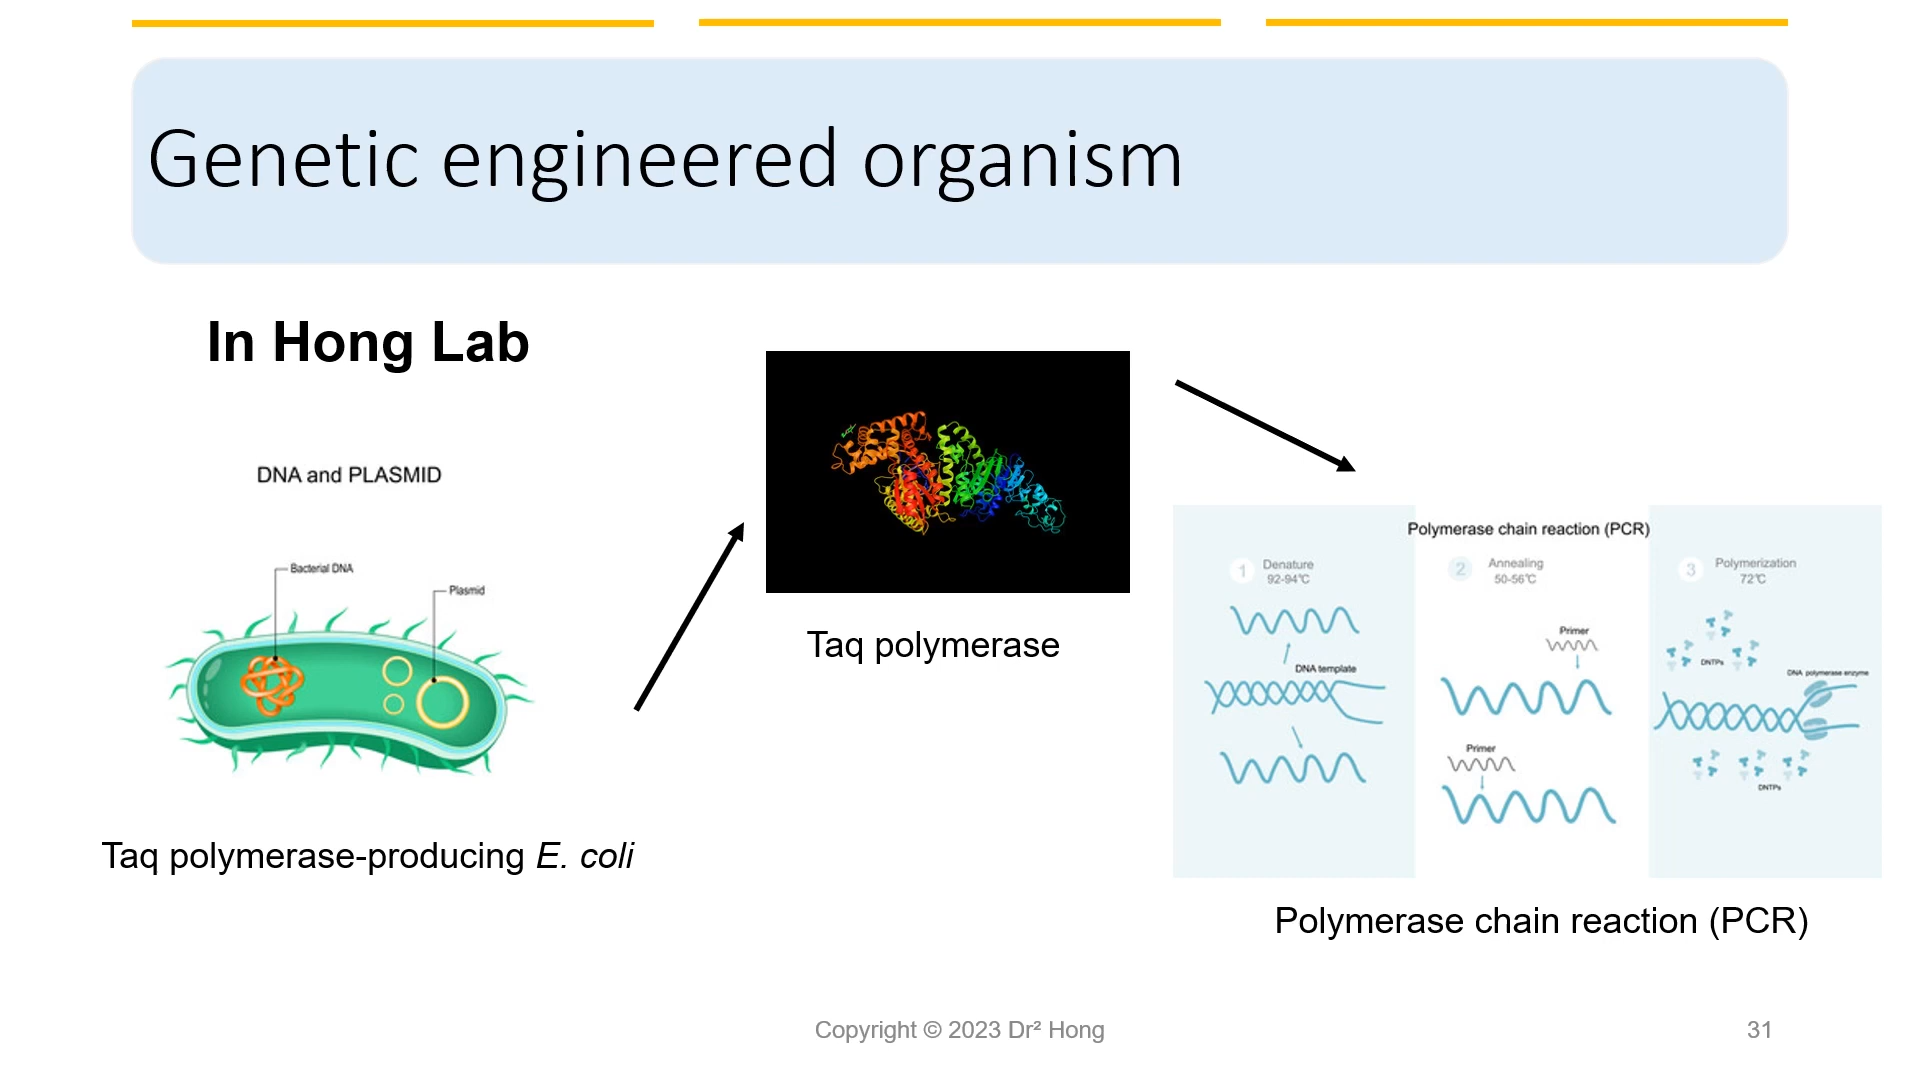 Genetic engineered organism
In Hong Lab
DNA and PLASMID
Bacterial DNA
Plasmid
Taq polymerase-producing E. coli
Taq polymerase
Polymerase chain reaction (PCR)
1 Denature
92-94℃
DNA template
2 Annealing
50-56℃
Primer
Primer
3 Polymerization
72℃
DNTPs
DNA polymerase enzyme
DNTPs
Polymerase chain reaction (PCR)
Copyright © 2023 Dr² Hong
31